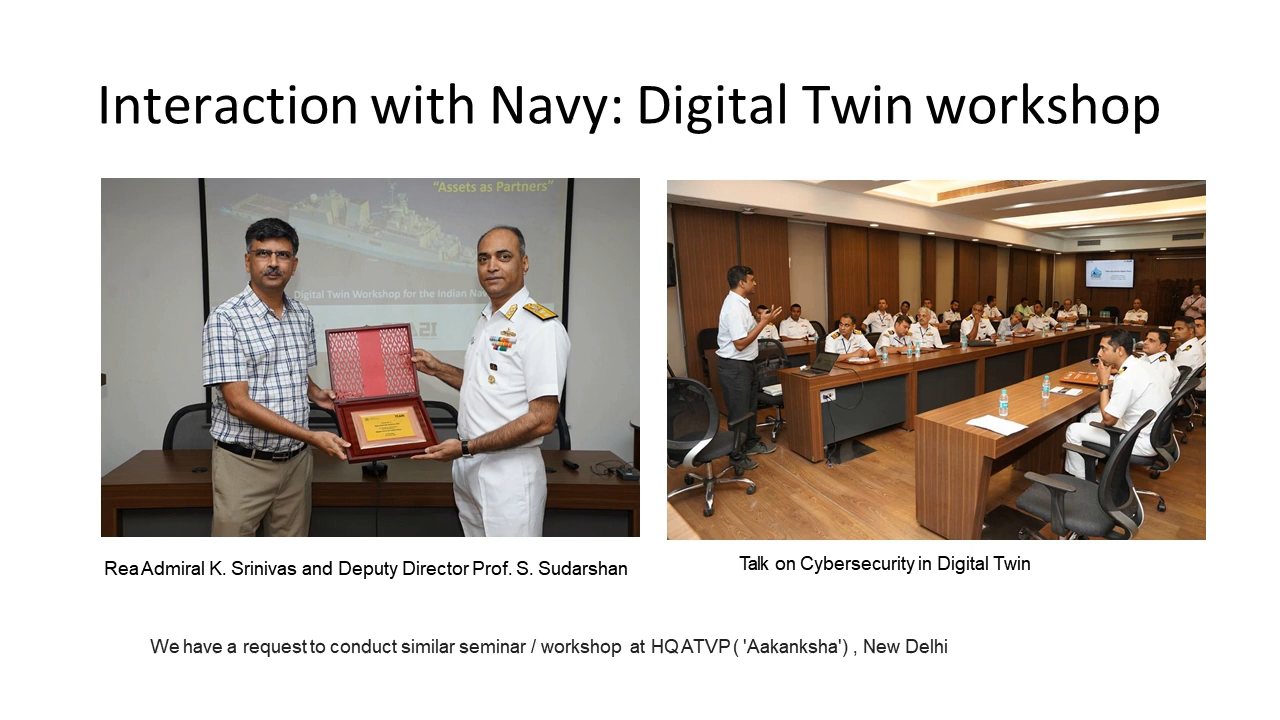 Interaction with Navy: Digital Twin workshop
"Assets as Partners"
Digital Twin Workshop for the Indian Nav
Rea Admiral K. Srinivas and Deputy Director Prof. S. Sudarshan
Talk on Cybersecurity in Digital Twin
We have a request to conduct similar seminar / workshop at HQ ATVP ( 'Aakanksha') , New Delhi